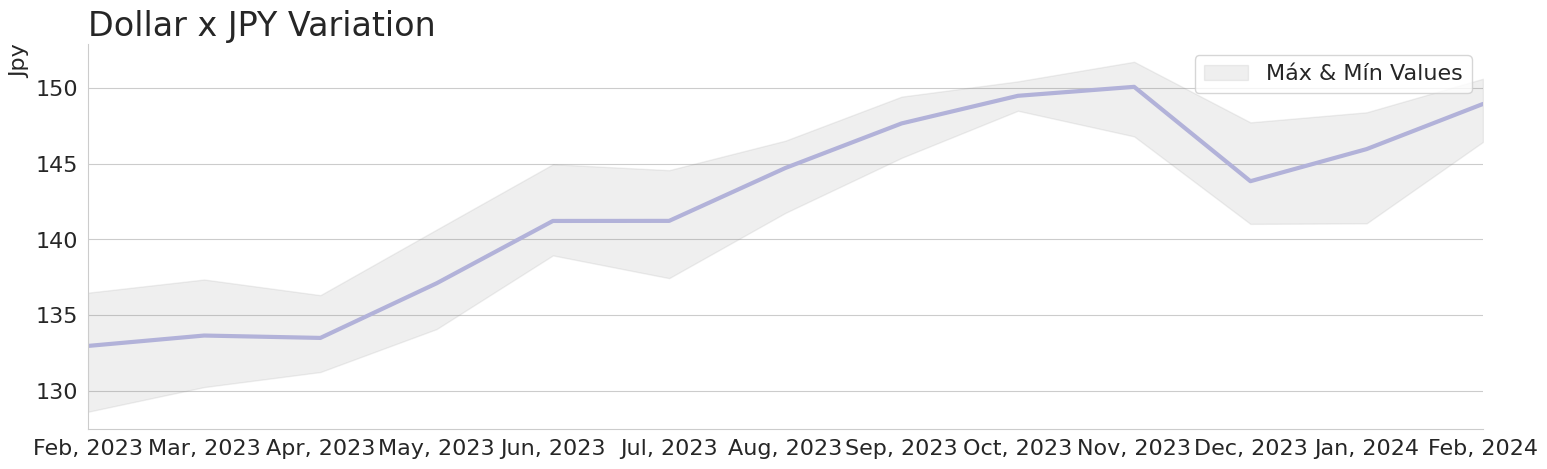 Dollar x JPY Variation
Jpy
Máx & Mín Values
150
145
140
135
130
Feb, 2023 Mar, 2023 Apr, 2023 May, 2023 Jun, 2023 Jul, 2023 Aug, 2023 Sep, 2023 Oct, 2023 Nov, 2023 Dec, 2023 Jan, 2024 Feb, 2024